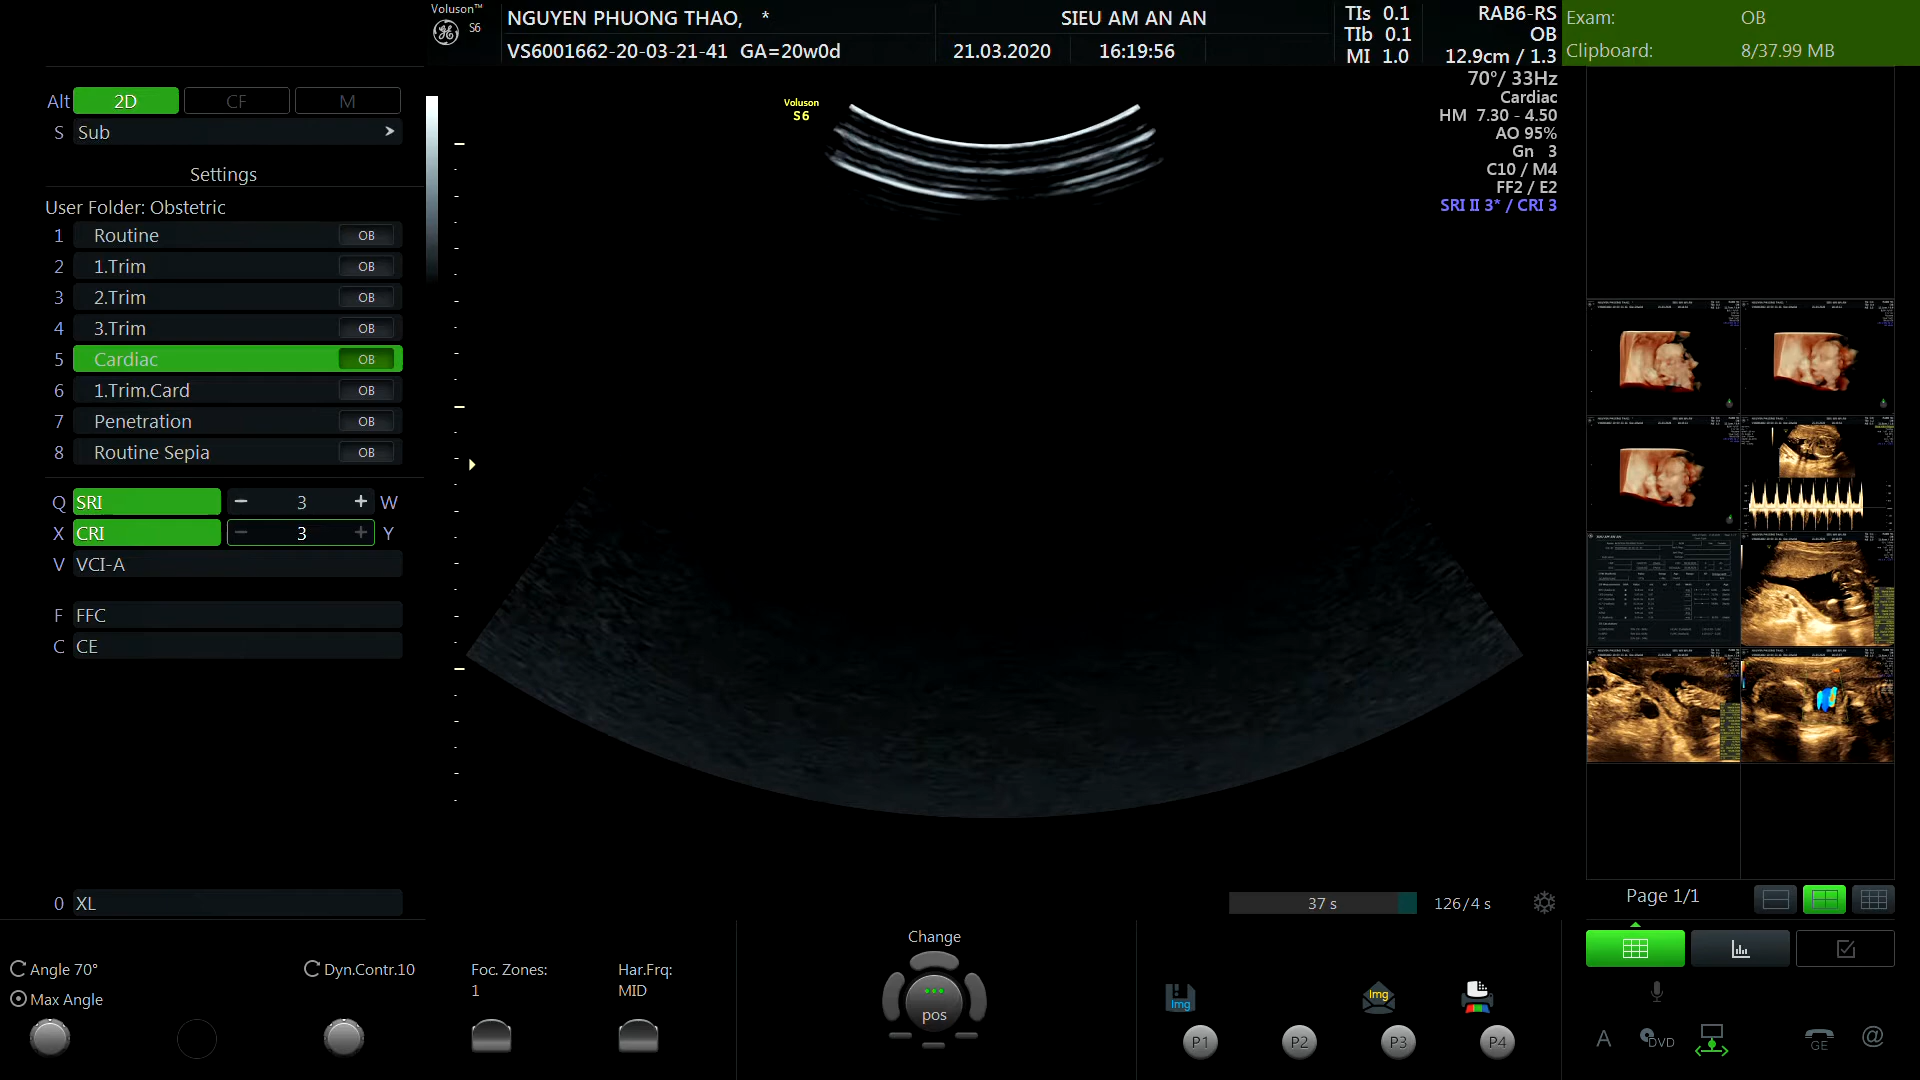 Voluson™
S6
NGUYEN PHUONG THAO, *
SIEU AM AN AN
VS6001662-20-03-21-41 GA=20w0d
21.03.2020
16:19:56
TIs 0.1
TIb 0.1
MI 1.0
RAB6-RS
OB
12.9cm / 1.3
70°/ 33Hz
Cardiac
HM 7.30 - 4.50
AO 95%
Gn 3
C10 / M4
FF2 / E2
SRI II 3* / CRI 3
Exam: OB
Clipboard: 8/37.99 MB
Alt 2D CF M
S Sub
Settings
User Folder: Obstetric
1 Routine OB
2 1.Trim OB
3 2.Trim OB
4 3.Trim OB
5 Cardiac OB
6 1.Trim.Card OB
7 Penetration OB
8 Routine Sepia OB
Q SRI - 3 + W
X CRI - 3 + Y
V VCI-A
F FFC
C CE
0 XL
Voluson
S6
37 s
126/4 s
Page 1/1
Angle 70°
Max Angle
Dyn.Contr.10
Foc. Zones:
1
Har.Frq:
MID
Change
pos
Img
Img
P1
P2
P3
P4
A
DVD
GE
@